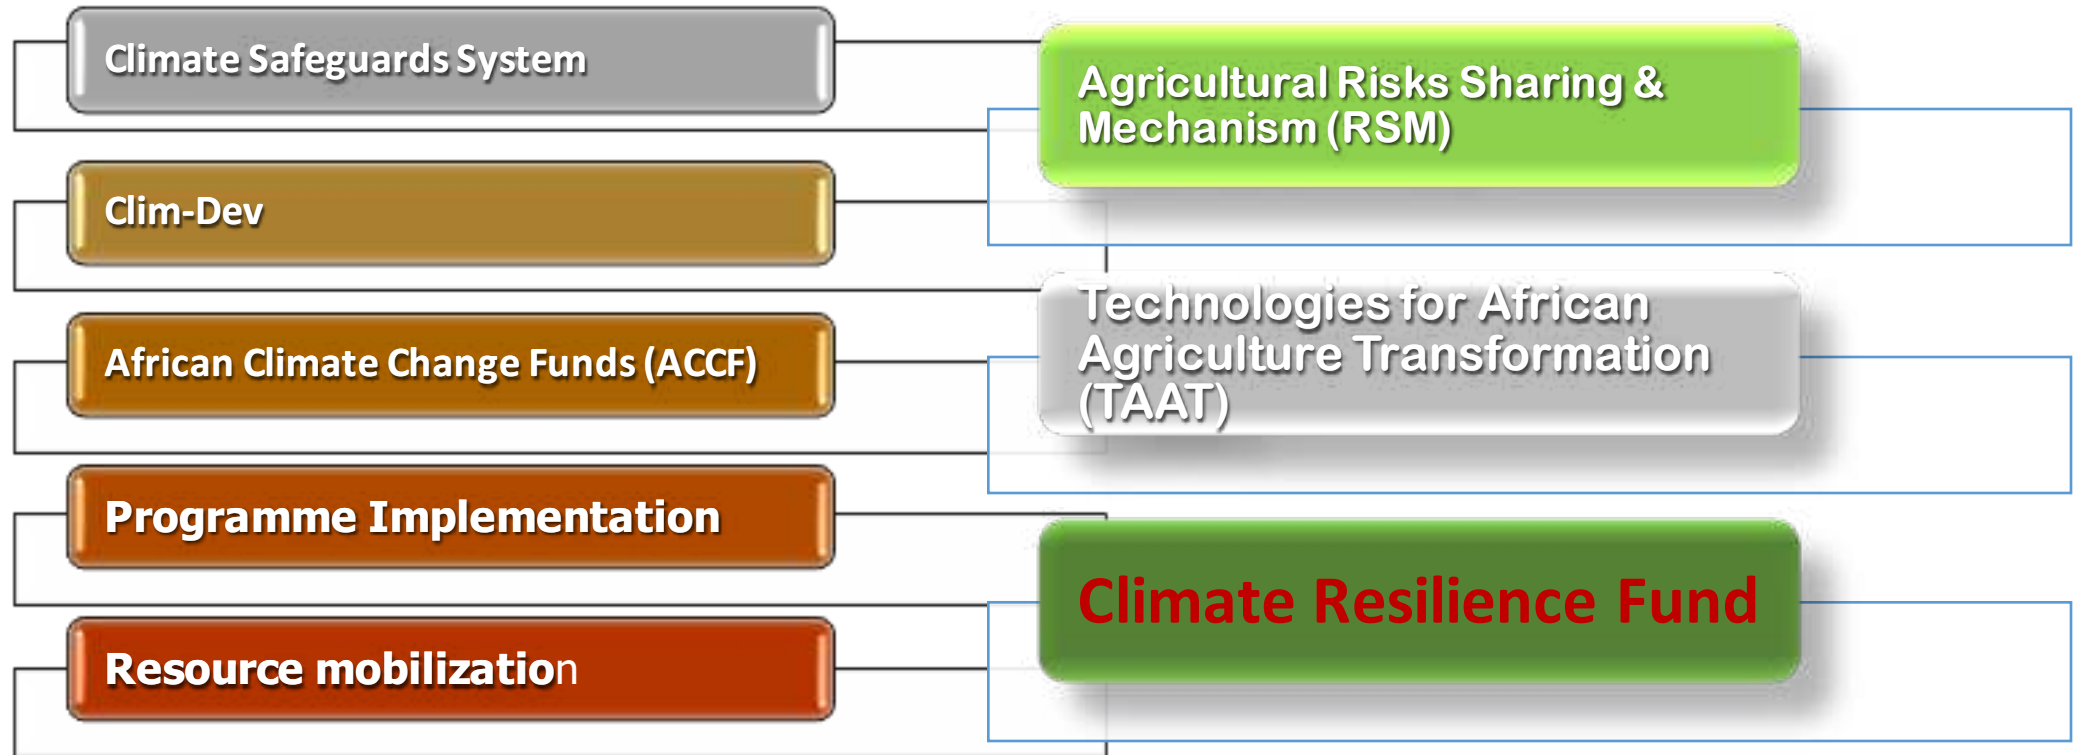 Climate Safeguards System
Clim-Dev
African Climate Change Funds (ACCF)
Programme Implementation
Resource mobilization
Agricultural Risks Sharing &
Mechanism (RSM)
Technologies for African
Agriculture Transformation
(TAAT)
Climate Resilience Fund